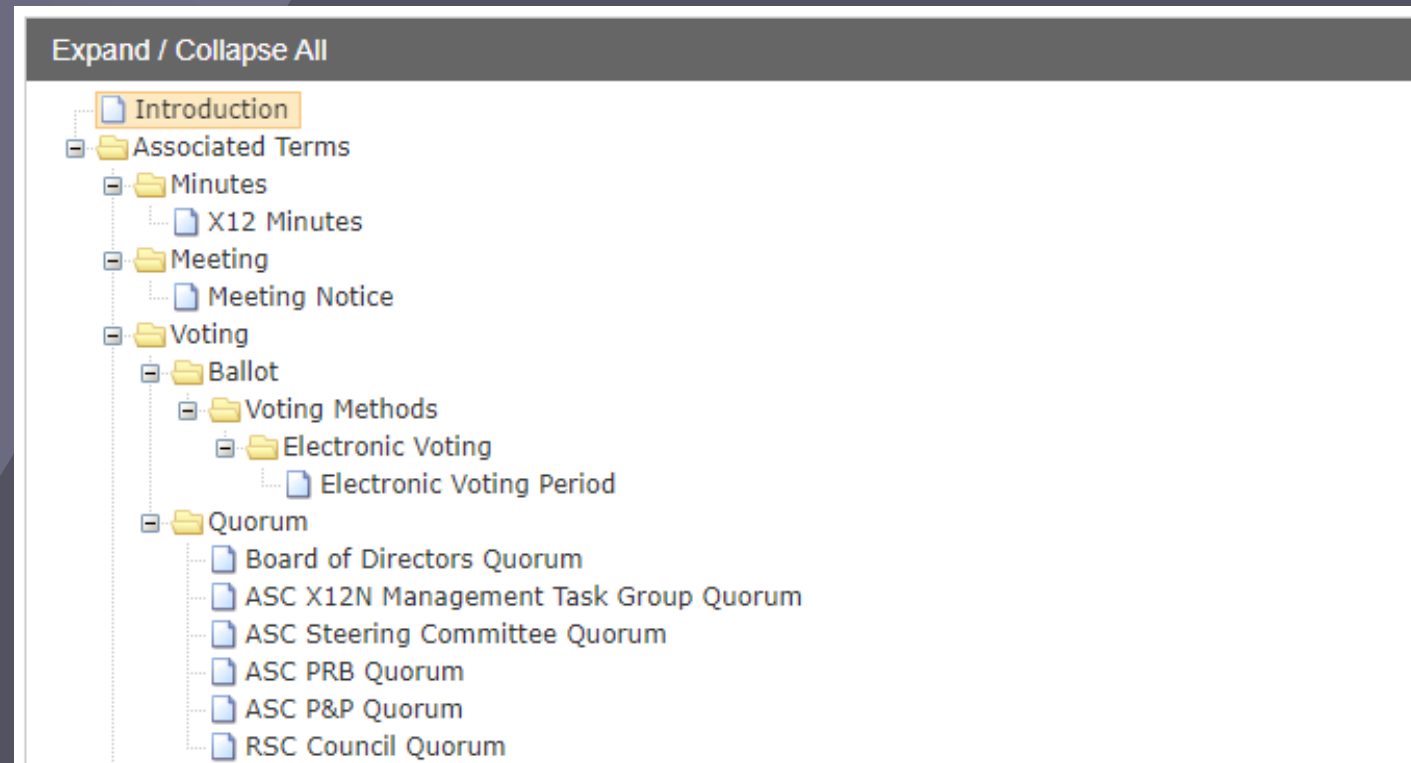 Expand / Collapse All
Introduction
Associated Terms
Minutes
X12 Minutes
Meeting
Meeting Notice
Voting
Ballot
Voting Methods
Electronic Voting
Electronic Voting Period
Quorum
Board of Directors Quorum
ASC X12N Management Task Group Quorum
ASC Steering Committee Quorum
ASC PRB Quorum
ASC P&P Quorum
RSC Council Quorum